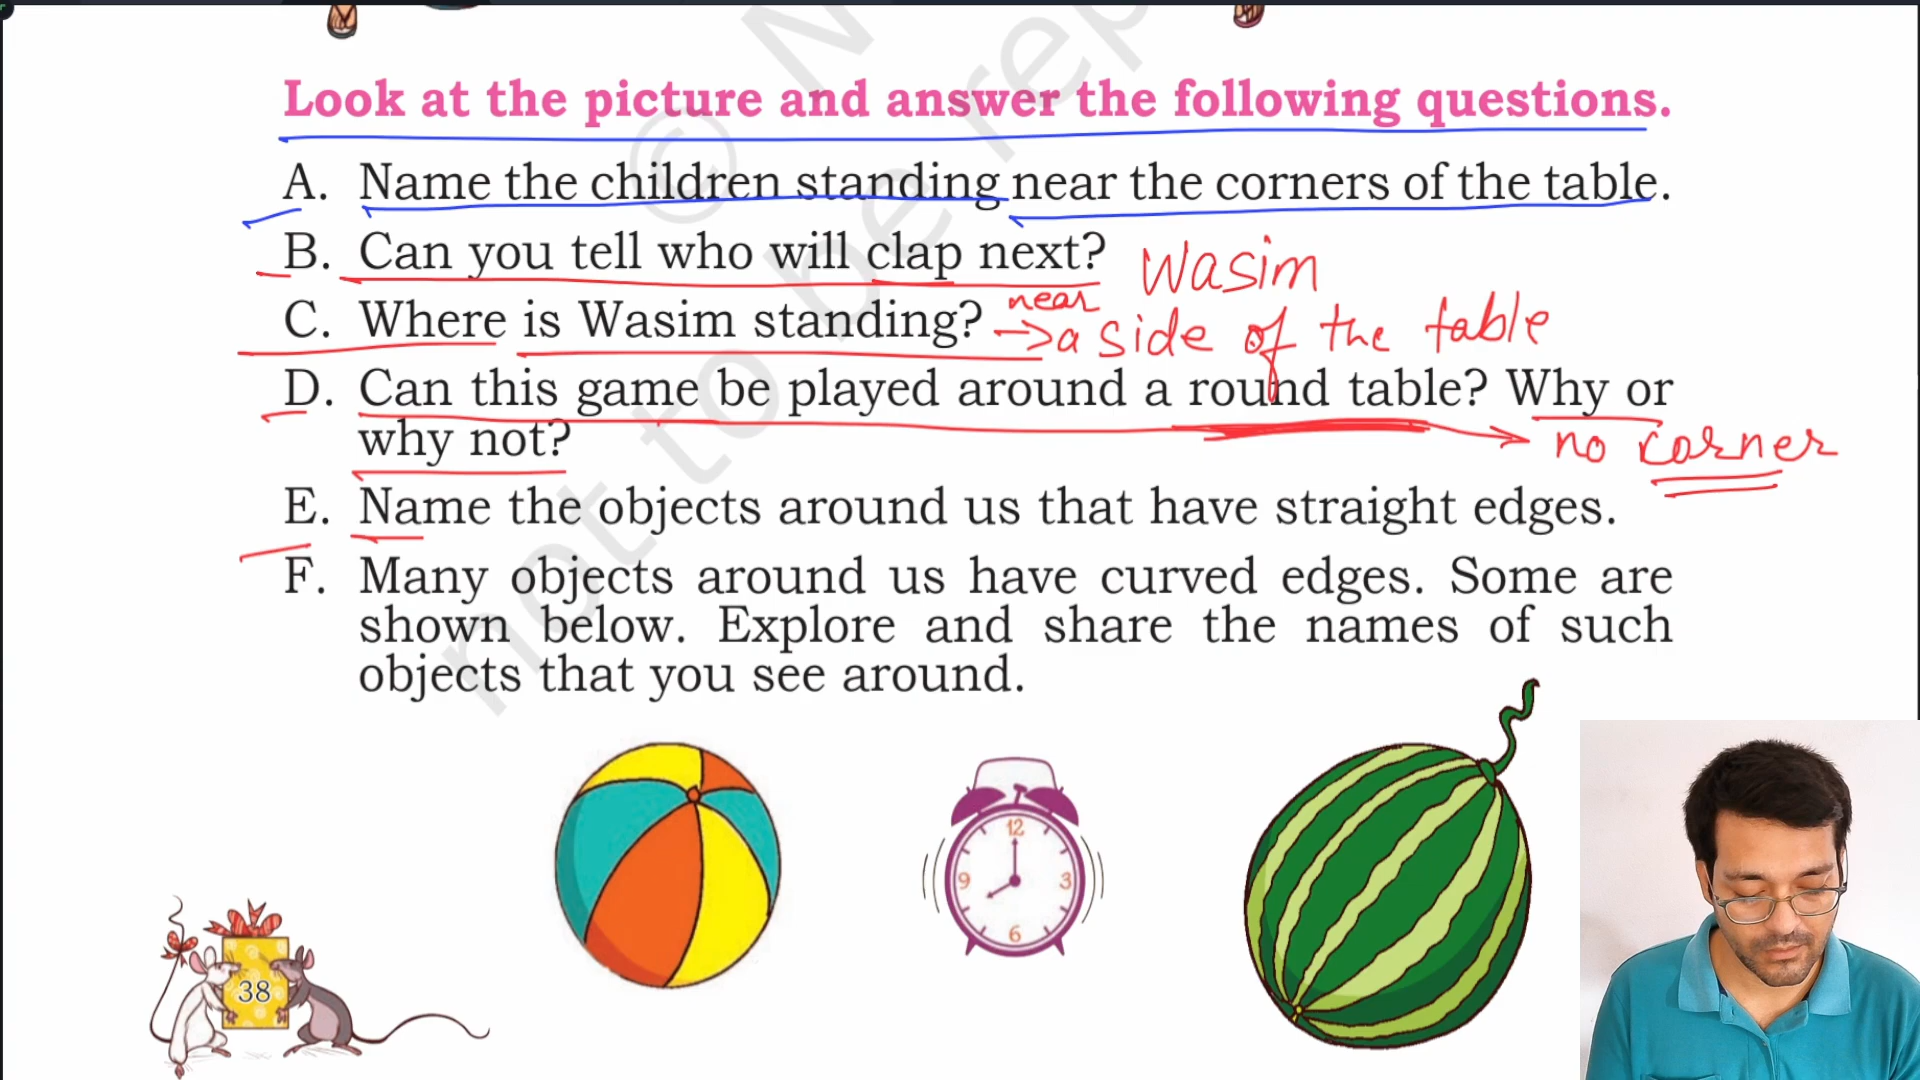 Look at the picture and answer the following questions.
A. Name the children standing near the corners of the table.
B. Can you tell who will clap next? Wasim
C. Where is Wasim standing? near → a side of the table
D. Can this game be played around a round table? Why or
why not? no corner
E. Name the objects around us that have straight edges.
F. Many objects around us have curved edges. Some are
shown below. Explore and share the names of such
objects that you see around.
12
9 3
6
38
© N
not to be rep